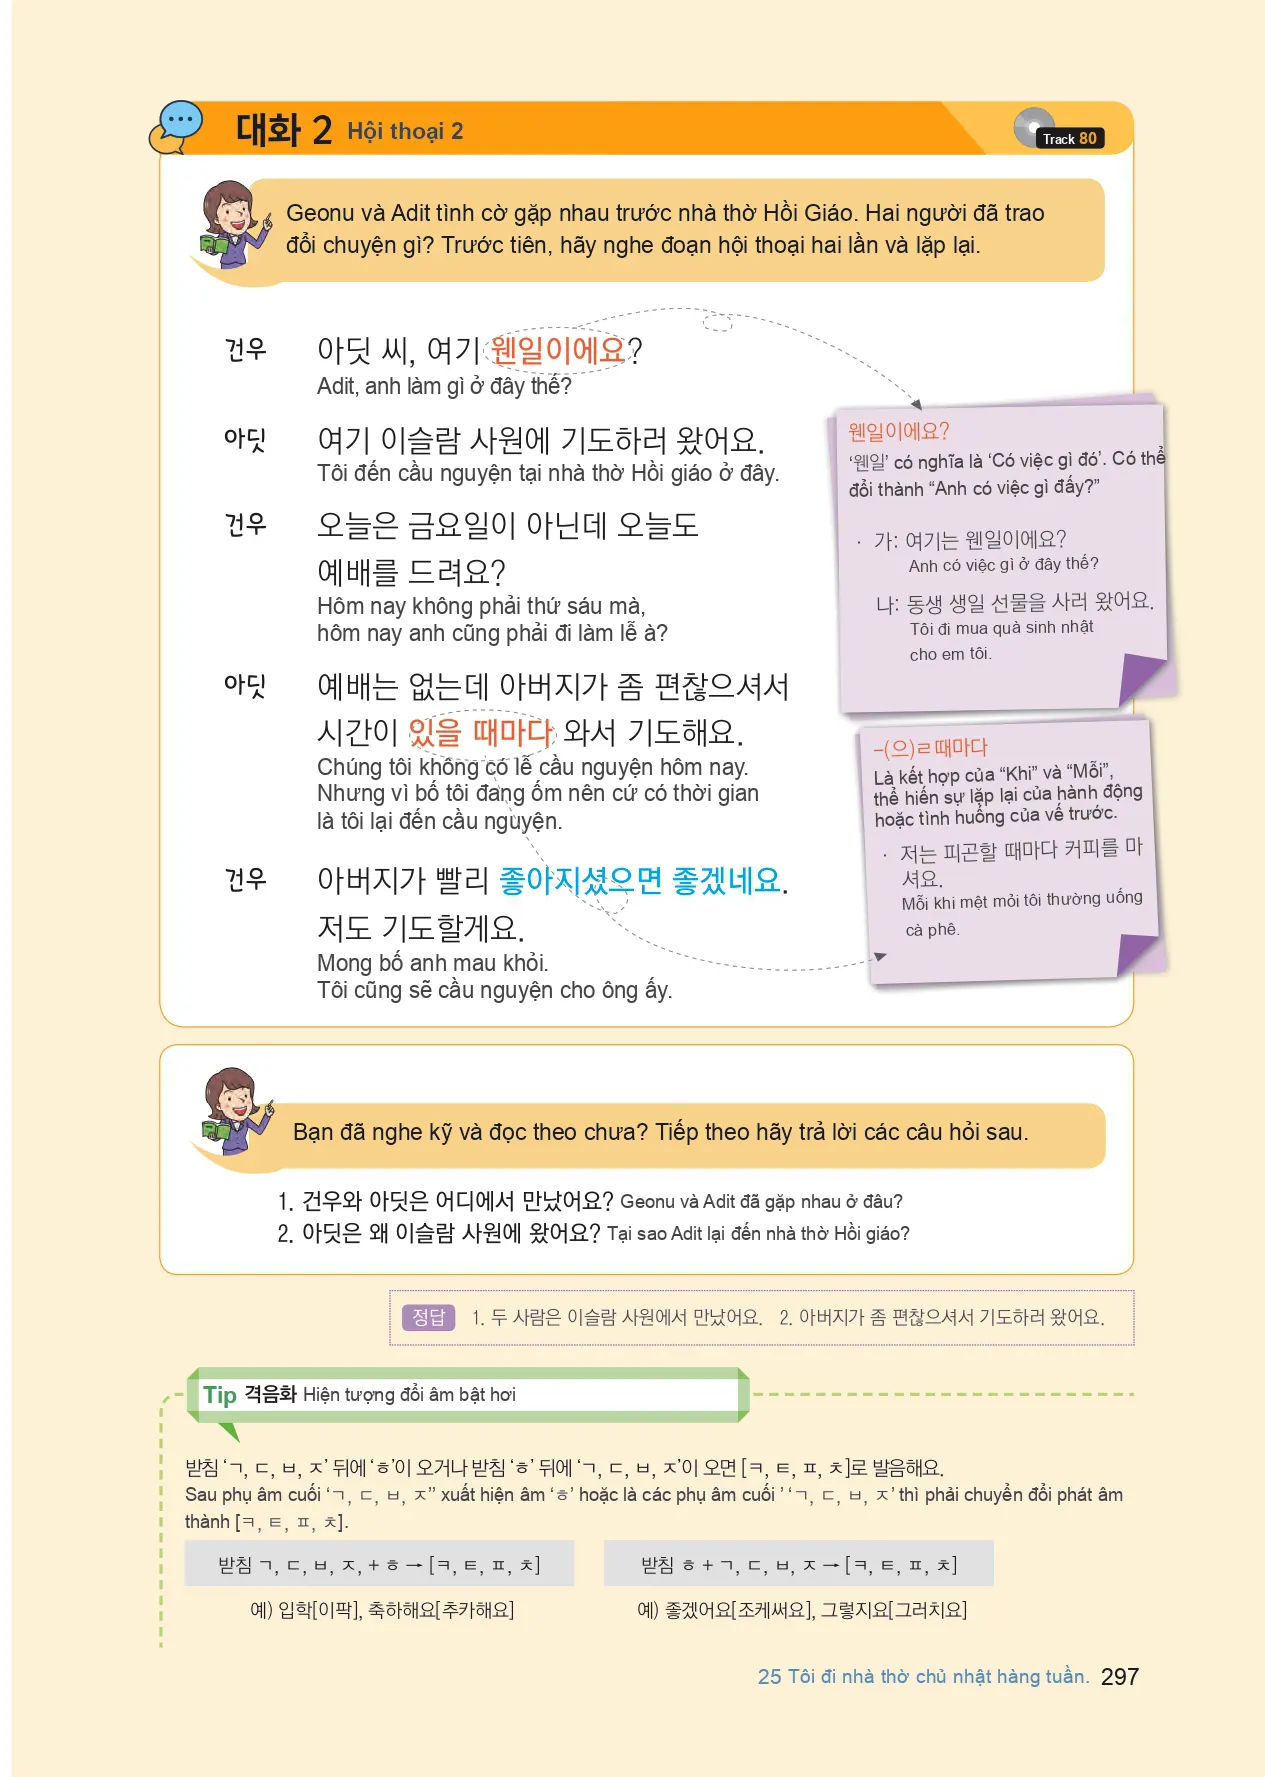 대화 2 Hội thoại 2
Track 80
Geonu và Adit tình cờ gặp nhau trước nhà thờ Hồi Giáo. Hai người đã trao
đổi chuyện gì? Trước tiên, hãy nghe đoạn hội thoại hai lần và lặp lại.
건우 아딧 씨, 여기 웬일이에요?
Adit, anh làm gì ở đây thế?
아딧 여기 이슬람 사원에 기도하러 왔어요.
Tôi đến cầu nguyện tại nhà thờ Hồi giáo ở đây.
건우 오늘은 금요일이 아닌데 오늘도
예배를 드려요?
Hôm nay không phải thứ sáu mà,
hôm nay anh cũng phải đi làm lễ à?
아딧 예배는 없는데 아버지가 좀 편찮으셔서
시간이 있을 때마다 와서 기도해요.
Chúng tôi không có lễ cầu nguyện hôm nay.
Nhưng vì bố tôi đang ốm nên cứ có thời gian
là tôi lại đến cầu nguyện.
건우 아버지가 빨리 좋아지셨으면 좋겠네요.
저도 기도할게요.
Mong bố anh mau khỏi.
Tôi cũng sẽ cầu nguyện cho ông ấy.
웬일이에요?
‘웬일’ có nghĩa là ‘Có việc gì đó’. Có thể
đổi thành “Anh có việc gì đấy?”
· 가: 여기는 웬일이에요?
Anh có việc gì ở đây thế?
나: 동생 생일 선물을 사러 왔어요.
Tôi đi mua quà sinh nhật
cho em tôi.
–(으)ㄹ 때마다
Là kết hợp của “Khi” và “Mỗi”,
thể hiến sự lặp lại của hành động
hoặc tình huống của vế trước.
· 저는 피곤할 때마다 커피를 마
셔요.
Mỗi khi mệt mỏi tôi thường uống
cà phê.
Bạn đã nghe kỹ và đọc theo chưa? Tiếp theo hãy trả lời các câu hỏi sau.
1. 건우와 아딧은 어디에서 만났어요? Geonu và Adit đã gặp nhau ở đâu?
2. 아딧은 왜 이슬람 사원에 왔어요? Tại sao Adit lại đến nhà thờ Hồi giáo?
정답 1. 두 사람은 이슬람 사원에서 만났어요. 2. 아버지가 좀 편찮으셔서 기도하러 왔어요.
Tip 격음화 Hiện tượng đổi âm bật hơi
받침 ‘ㄱ, ㄷ, ㅂ, ㅈ’ 뒤에 ‘ㅎ’이 오거나 받침 ‘ㅎ’ 뒤에 ‘ㄱ, ㄷ, ㅂ, ㅈ’이 오면 [ㅋ, ㅌ, ㅍ, ㅊ]로 발음해요.
Sau phụ âm cuối ‘ㄱ, ㄷ, ㅂ, ㅈ’’ xuất hiện âm ‘ㅎ’ hoặc là các phụ âm cuối ’ ‘ㄱ, ㄷ, ㅂ, ㅈ’ thì phải chuyển đổi phát âm
thành [ㅋ, ㅌ, ㅍ, ㅊ].
받침 ㄱ, ㄷ, ㅂ, ㅈ, + ㅎ → [ㅋ, ㅌ, ㅍ, ㅊ] 받침 ㅎ + ㄱ, ㄷ, ㅂ, ㅈ → [ㅋ, ㅌ, ㅍ, ㅊ]
예) 입학[이팍], 축하해요[추카해요] 예) 좋겠어요[조케써요], 그렇지요[그러치요]
25 Tôi đi nhà thờ chủ nhật hàng tuần. 297